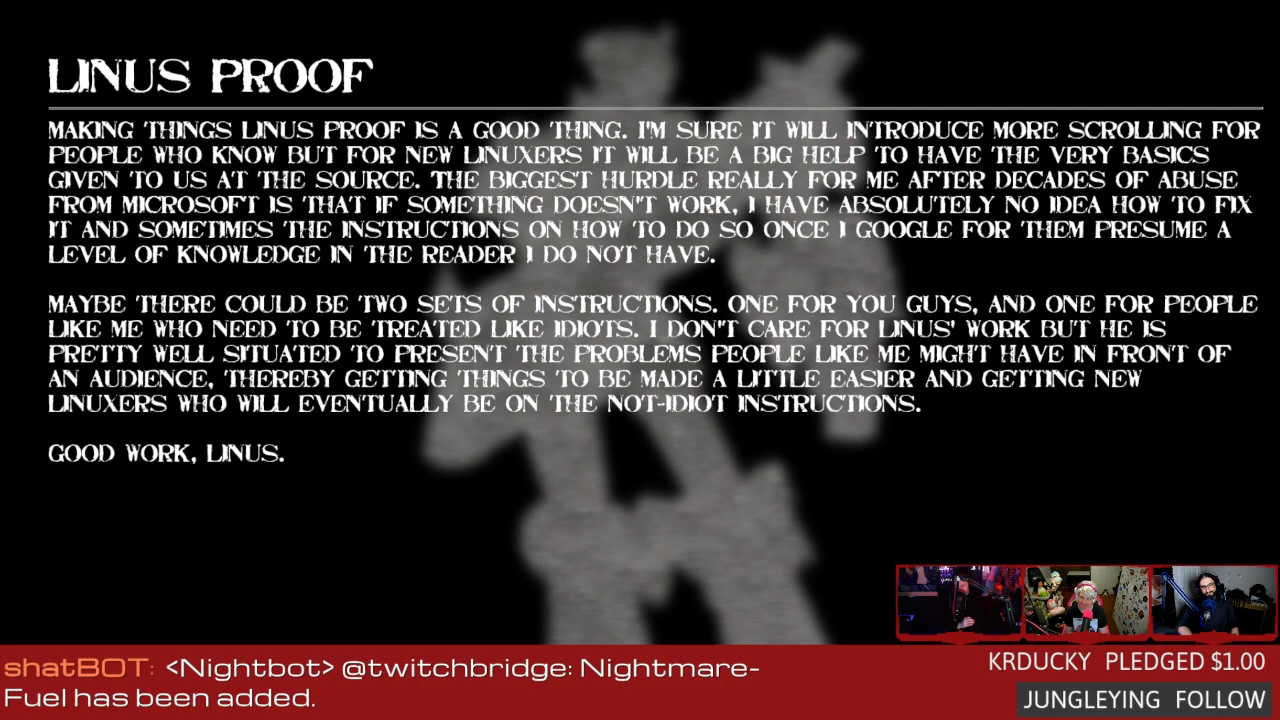 LINUS PROOF
MAKING THINGS LINUS PROOF IS A GOOD THING. I'M SURE IT WILL INTRODUCE MORE SCROLLING FOR
PEOPLE WHO KNOW BUT FOR NEW LINUXERS IT WILL BE A BIG HELP TO HAVE THE VERY BASICS
GIVEN TO US AT THE SOURCE. THE BIGGEST HURDLE REALLY FOR ME AFTER DECADES OF ABUSE
FROM MICROSOFT IS THAT IF SOMETHING DOESN'T WORK, I HAVE ABSOLUTELY NO IDEA HOW TO FIX
IT AND SOMETIMES THE INSTRUCTIONS ON HOW TO DO SO ONCE I GOOGLE FOR THEM PRESUME A
LEVEL OF KNOWLEDGE IN THE READER I DO NOT HAVE.
MAYBE THERE COULD BE TWO SETS OF INSTRUCTIONS. ONE FOR YOU GUYS, AND ONE FOR PEOPLE
LIKE ME WHO NEED TO BE TREATED LIKE IDIOTS. I DON'T CARE FOR LINUS' WORK BUT HE IS
PRETTY WELL SITUATED TO PRESENT THE PROBLEMS PEOPLE LIKE ME MIGHT HAVE IN FRONT OF
AN AUDIENCE, THEREBY GETTING THINGS TO BE MADE A LITTLE EASIER AND GETTING NEW
LINUXERS WHO WILL EVENTUALLY BE ON THE NOT-IDIOT INSTRUCTIONS.
GOOD WORK, LINUS.
shatBOT: <Nightbot> @twitchbridge: Nightmare-
Fuel has been added.
KRDUCKY PLEDGED $1.00
JUNGLEYING FOLLOW